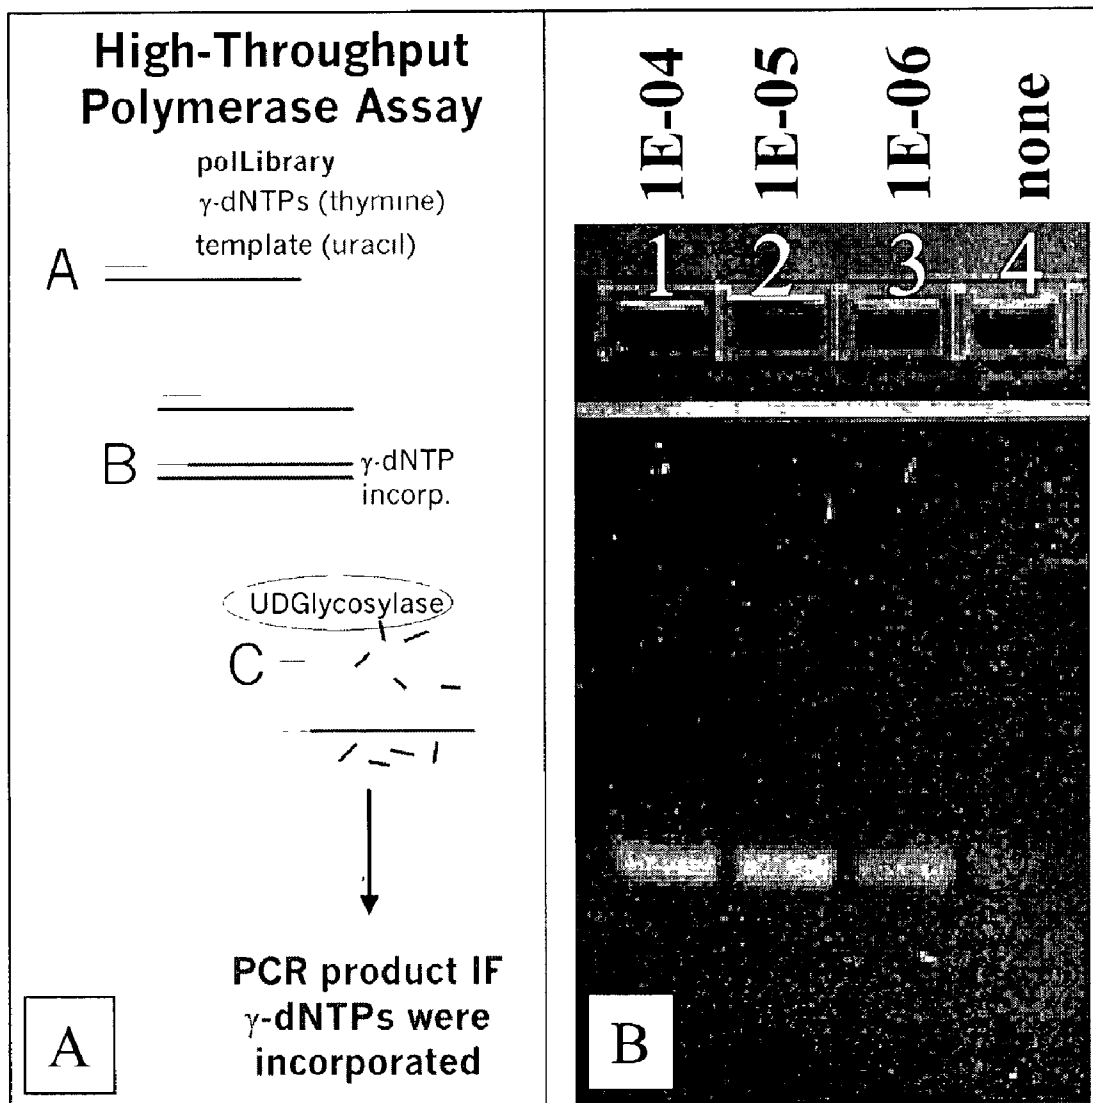 High-Throughput
Polymerase Assay
polLibrary
γ-dNTPs (thymine)
template (uracil)
A
B
γ-dNTP
incorp.
UDGlycosylase
C
PCR product IF
γ-dNTPs were
incorporated
A
1E-04
1E-05
1E-06
none
1 2 3 4
B